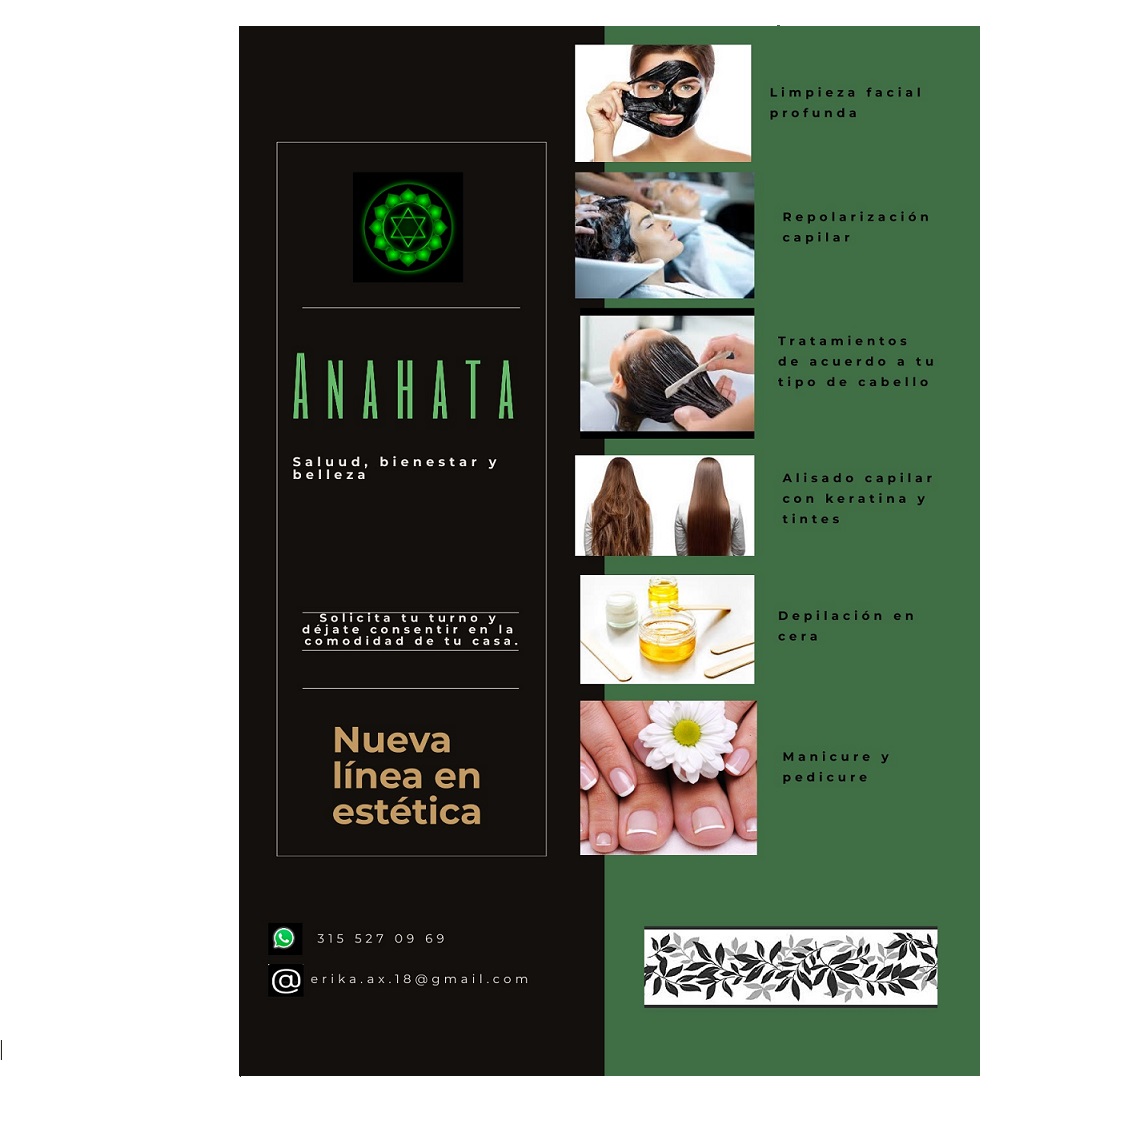 ANAHATA
Saluud, bienestar y
belleza
Solicita tu turno y
déjate consentir en la
comodidad de tu casa.
Nueva
línea en
estética
315 527 09 69
@ erika.ax.18@gmail.com
Limpieza facial
profunda
Repolarización
capilar
Tratamientos
de acuerdo a tu
tipo de cabello
Alisado capilar
con keratina y
tintes
Depilación en
cera
Manicure y
pedicure